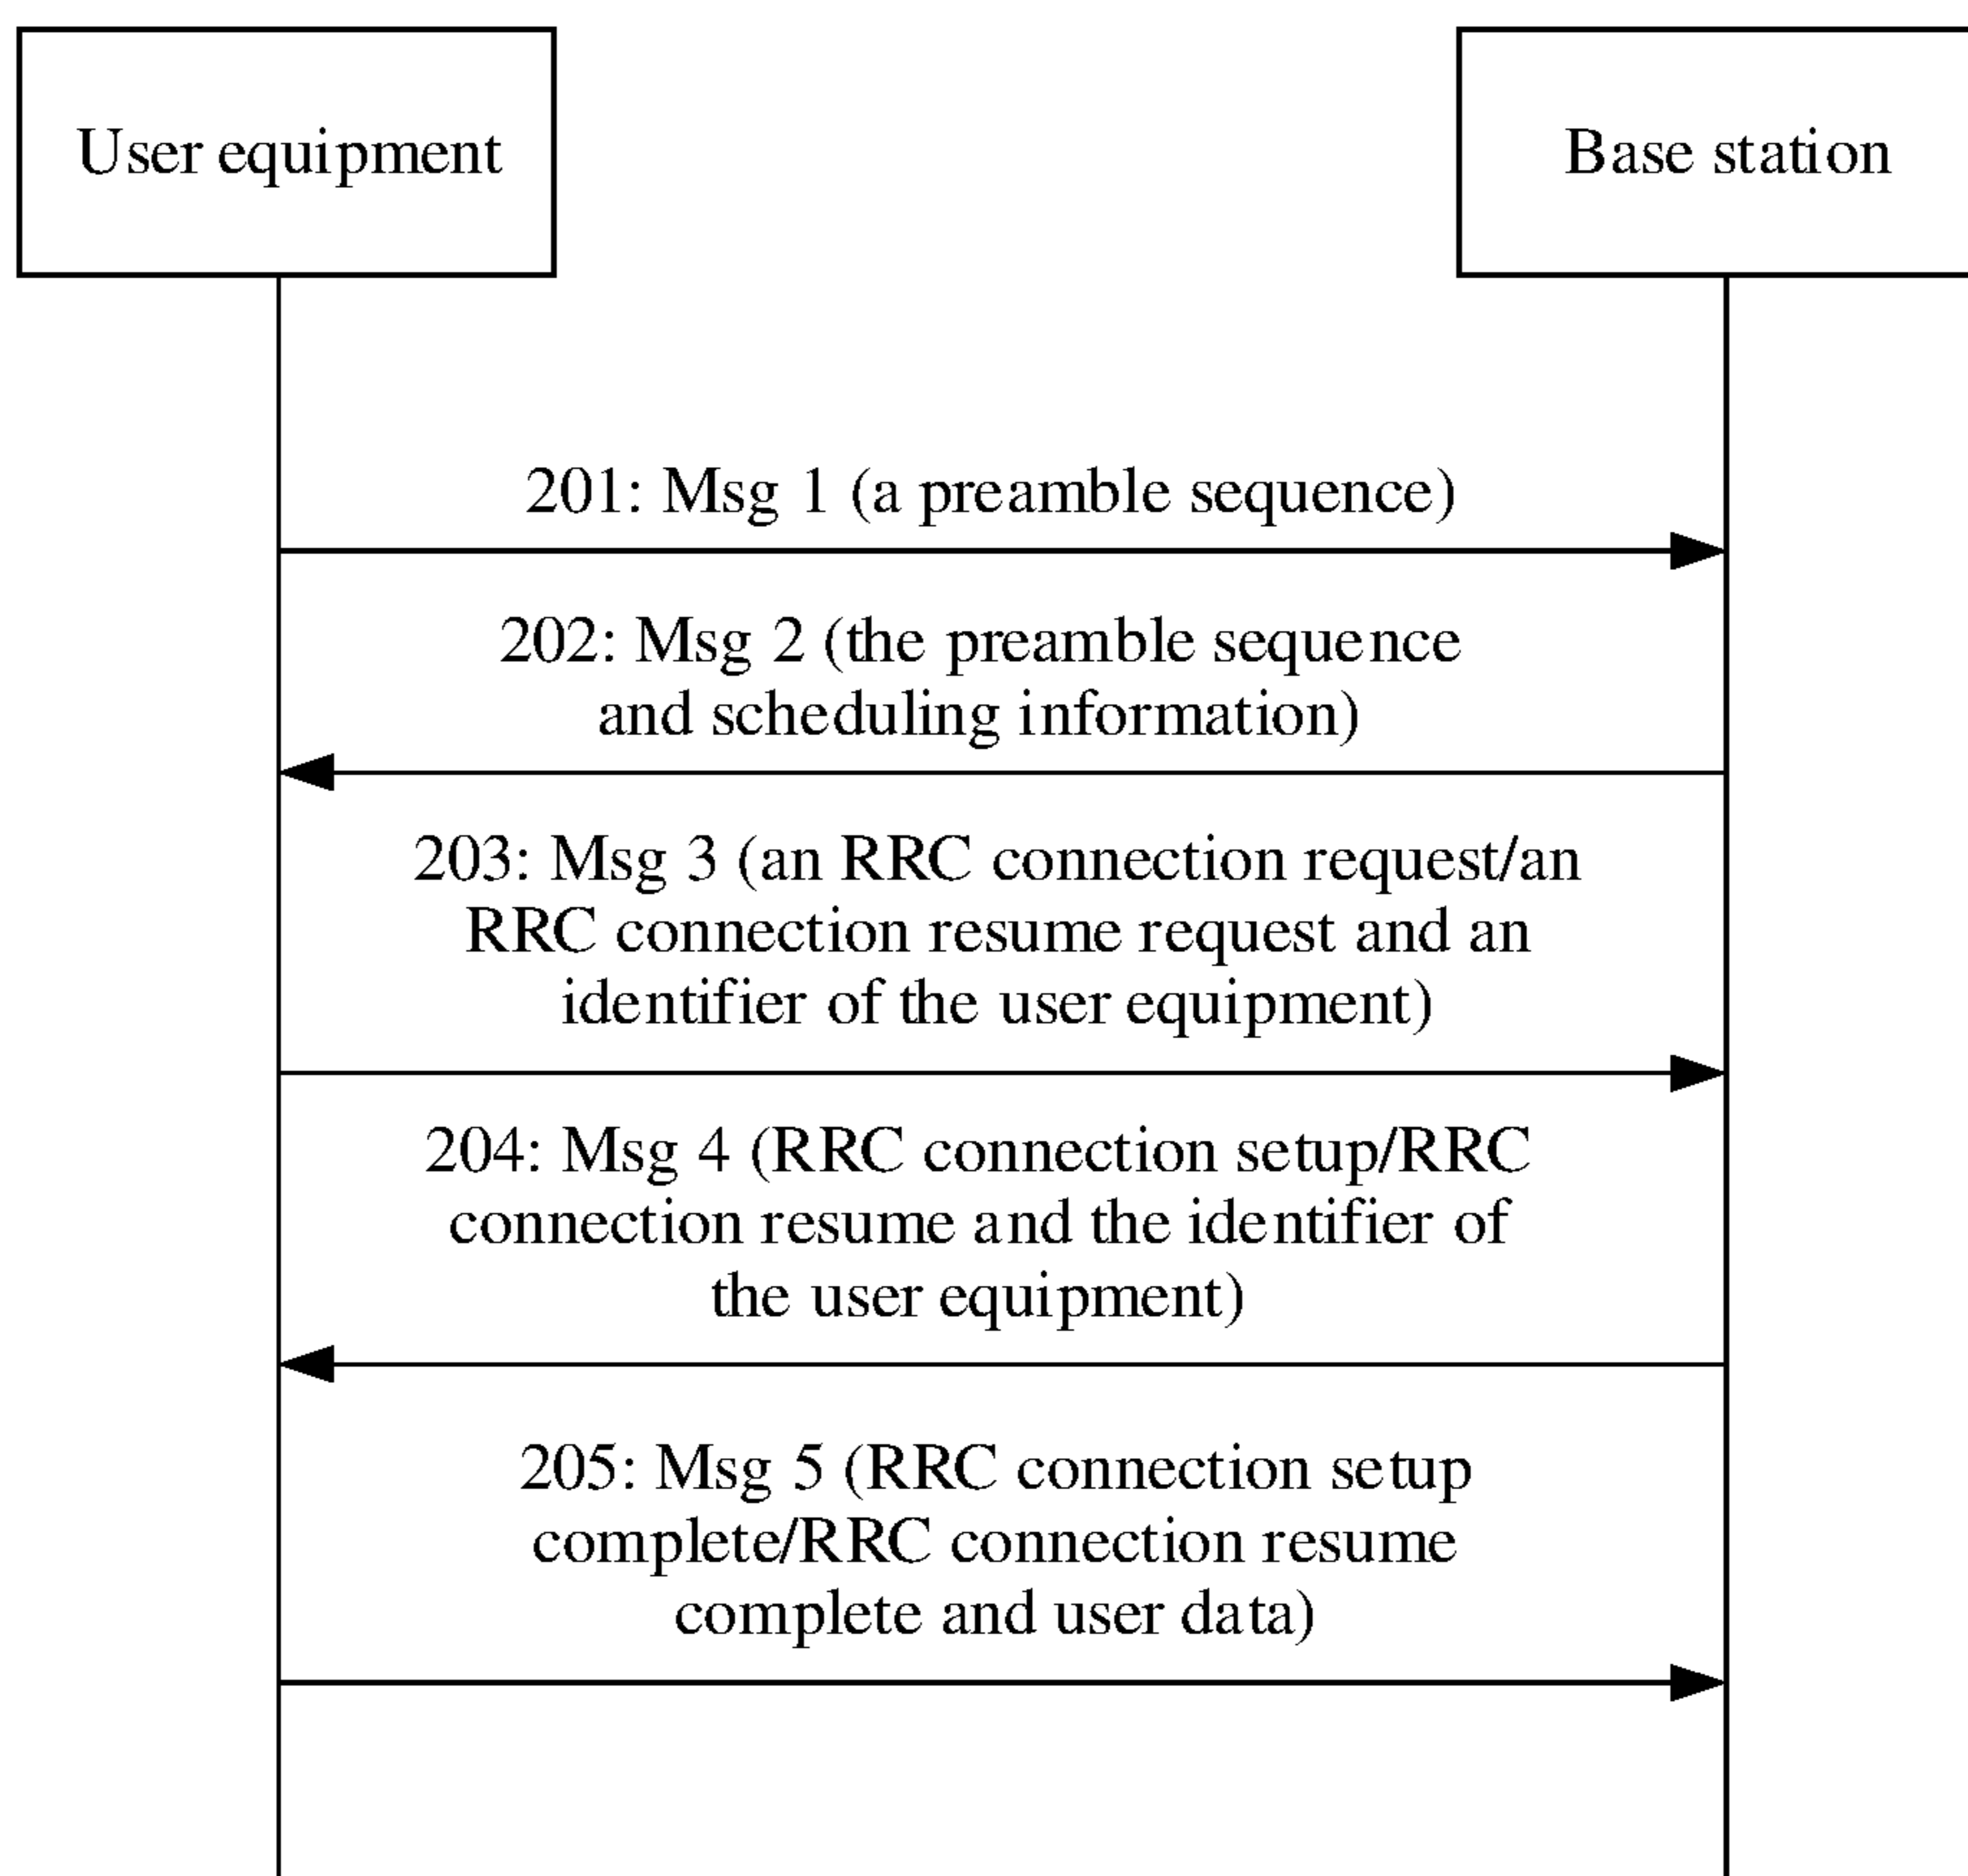 User equipment
Base station
201: Msg 1 (a preamble sequence)
202: Msg 2 (the preamble sequence
and scheduling information)
203: Msg 3 (an RRC connection request/an
RRC connection resume request and an
identifier of the user equipment)
204: Msg 4 (RRC connection setup/RRC
connection resume and the identifier of
the user equipment)
205: Msg 5 (RRC connection setup
complete/RRC connection resume
complete and user data)